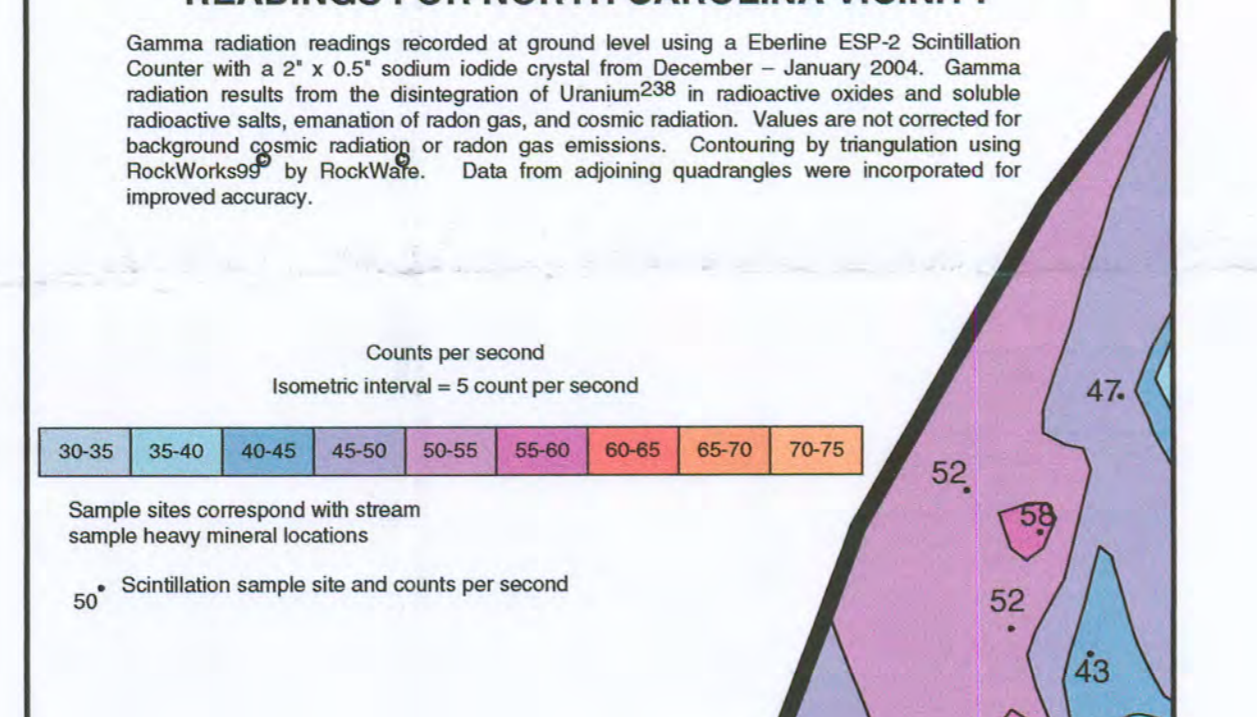 READINGS FOR NORTH CAROLINA VICINITY
Gamma radiation readings recorded at ground level using a Eberline ESP-2 Scintillation
Counter with a 2" x 0.5" sodium iodide crystal from December – January 2004. Gamma
radiation results from the disintegration of Uranium238 in radioactive oxides and soluble
radioactive salts, emanation of radon gas, and cosmic radiation. Values are not corrected for
background cosmic radiation or radon gas emissions. Contouring by triangulation using
RockWorks99© by RockWare©. Data from adjoining quadrangles were incorporated for
improved accuracy.
Counts per second
Isometric interval = 5 count per second
30-35 35-40 40-45 45-50 50-55 55-60 60-65 65-70 70-75
Sample sites correspond with stream
sample heavy mineral locations
50• Scintillation sample site and counts per second
47
52
58
52
43